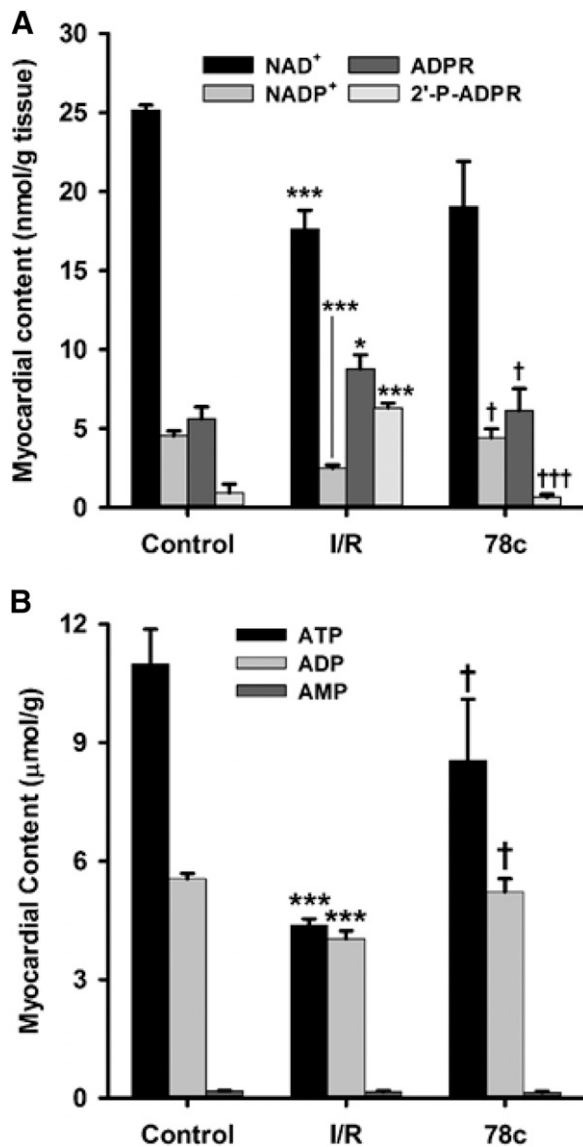 A
Myocardial content (nmol/g tissue)
30
25
20
15
10
5
0
NAD⁺ ADPR
NADP⁺ 2'-P-ADPR
***
***
*
***
†
†
†††
Control I/R 78c
B
Myocardial Content (μmol/g)
12
9
6
3
0
ATP
ADP
AMP
***
***
†
†
Control I/R 78c